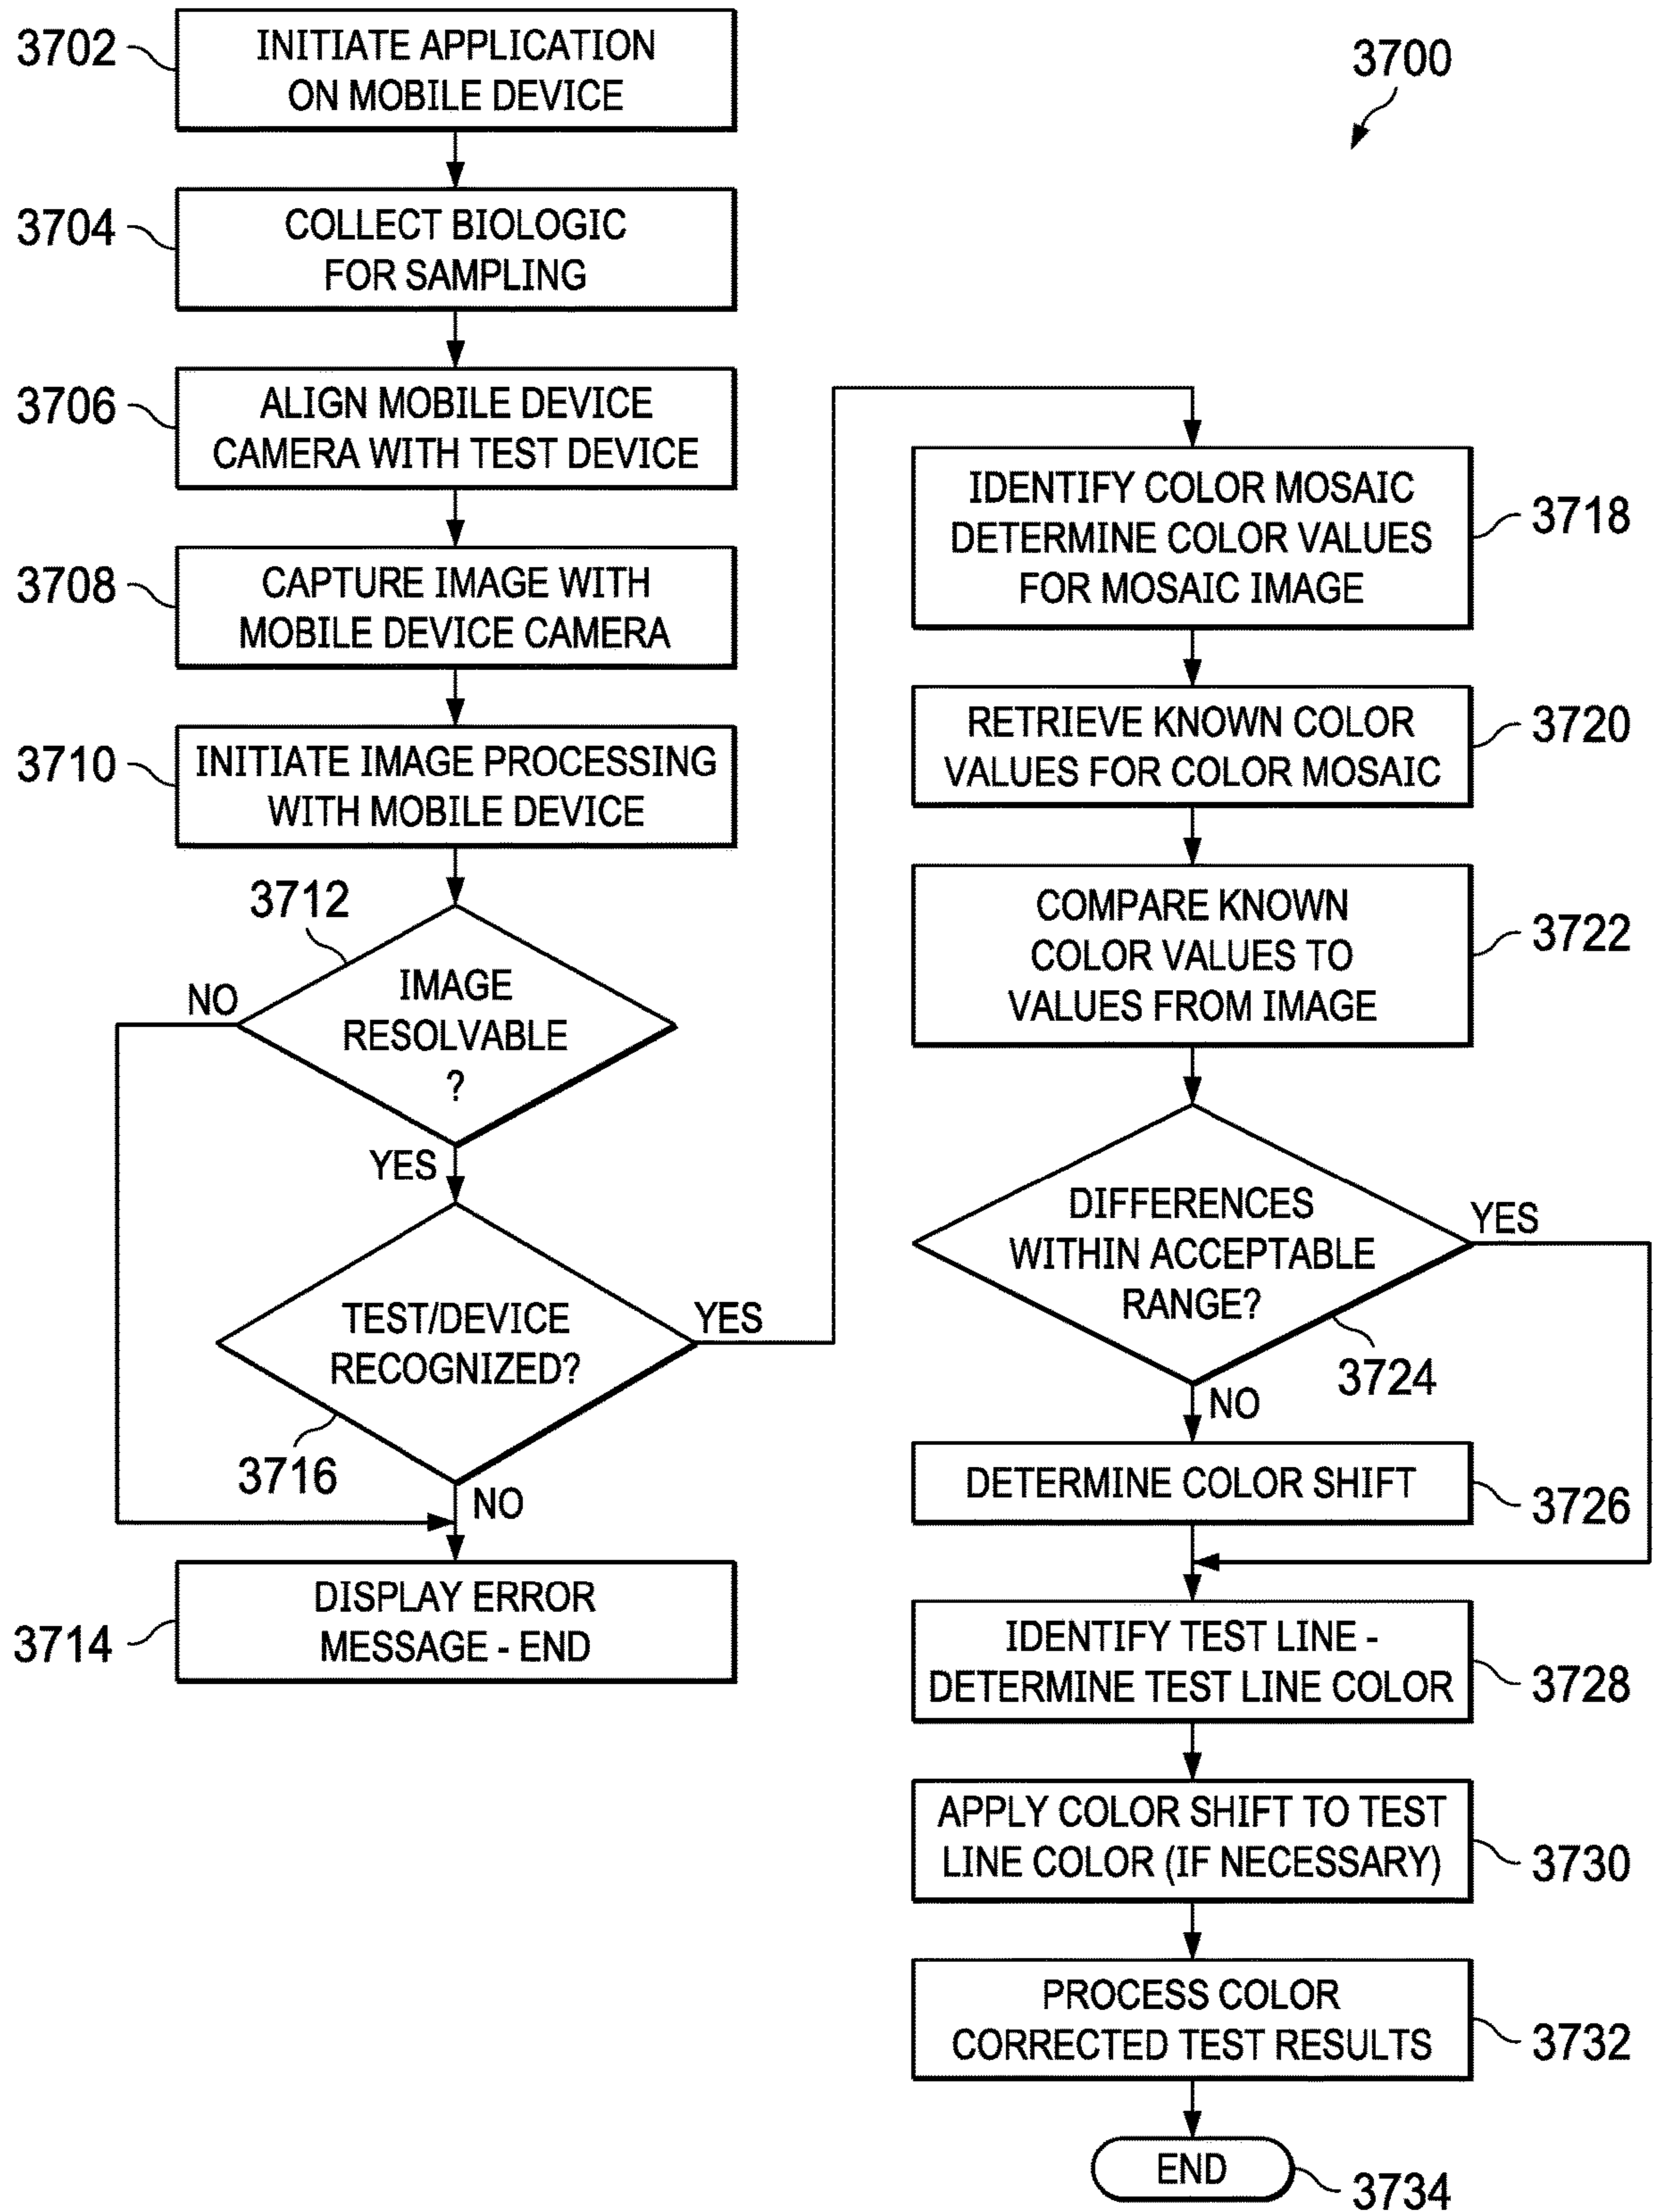 3700
3702
INITIATE APPLICATION
ON MOBILE DEVICE
3704
COLLECT BIOLOGIC
FOR SAMPLING
3706
ALIGN MOBILE DEVICE
CAMERA WITH TEST DEVICE
3708
CAPTURE IMAGE WITH
MOBILE DEVICE CAMERA
3710
INITIATE IMAGE PROCESSING
WITH MOBILE DEVICE
3712
IMAGE
RESOLVABLE
?
NO
YES
TEST/DEVICE
RECOGNIZED?
YES
3716
NO
3714
DISPLAY ERROR
MESSAGE - END
IDENTIFY COLOR MOSAIC
DETERMINE COLOR VALUES
FOR MOSAIC IMAGE
3718
RETRIEVE KNOWN COLOR
VALUES FOR COLOR MOSAIC
3720
COMPARE KNOWN
COLOR VALUES TO
VALUES FROM IMAGE
3722
DIFFERENCES
WITHIN ACCEPTABLE
RANGE?
YES
3724
NO
DETERMINE COLOR SHIFT
3726
IDENTIFY TEST LINE -
DETERMINE TEST LINE COLOR
3728
APPLY COLOR SHIFT TO TEST
LINE COLOR (IF NECESSARY)
3730
PROCESS COLOR
CORRECTED TEST RESULTS
3732
END
3734